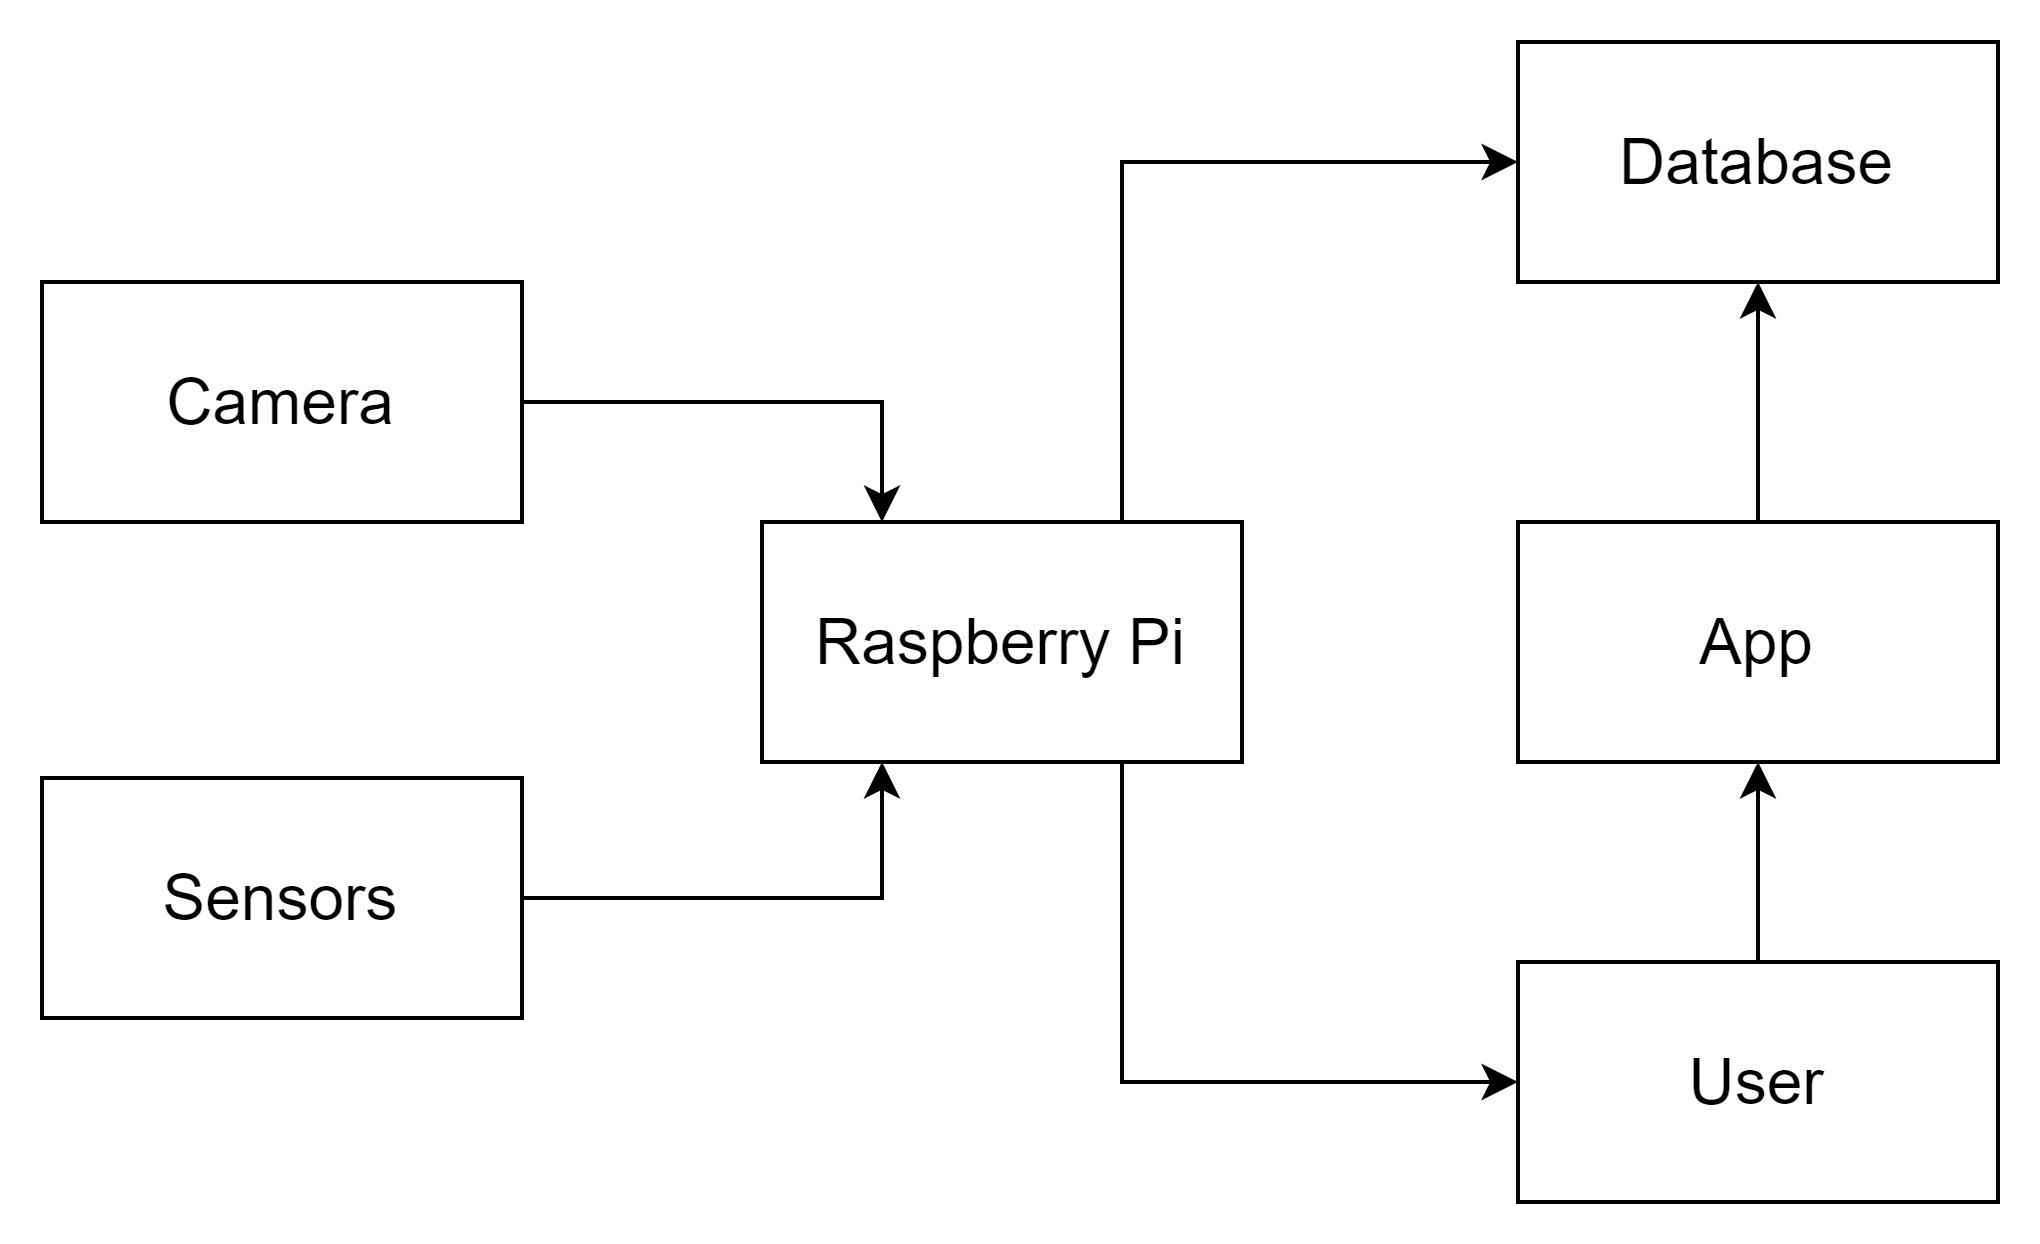 Database
Camera
Raspberry Pi
App
Sensors
User